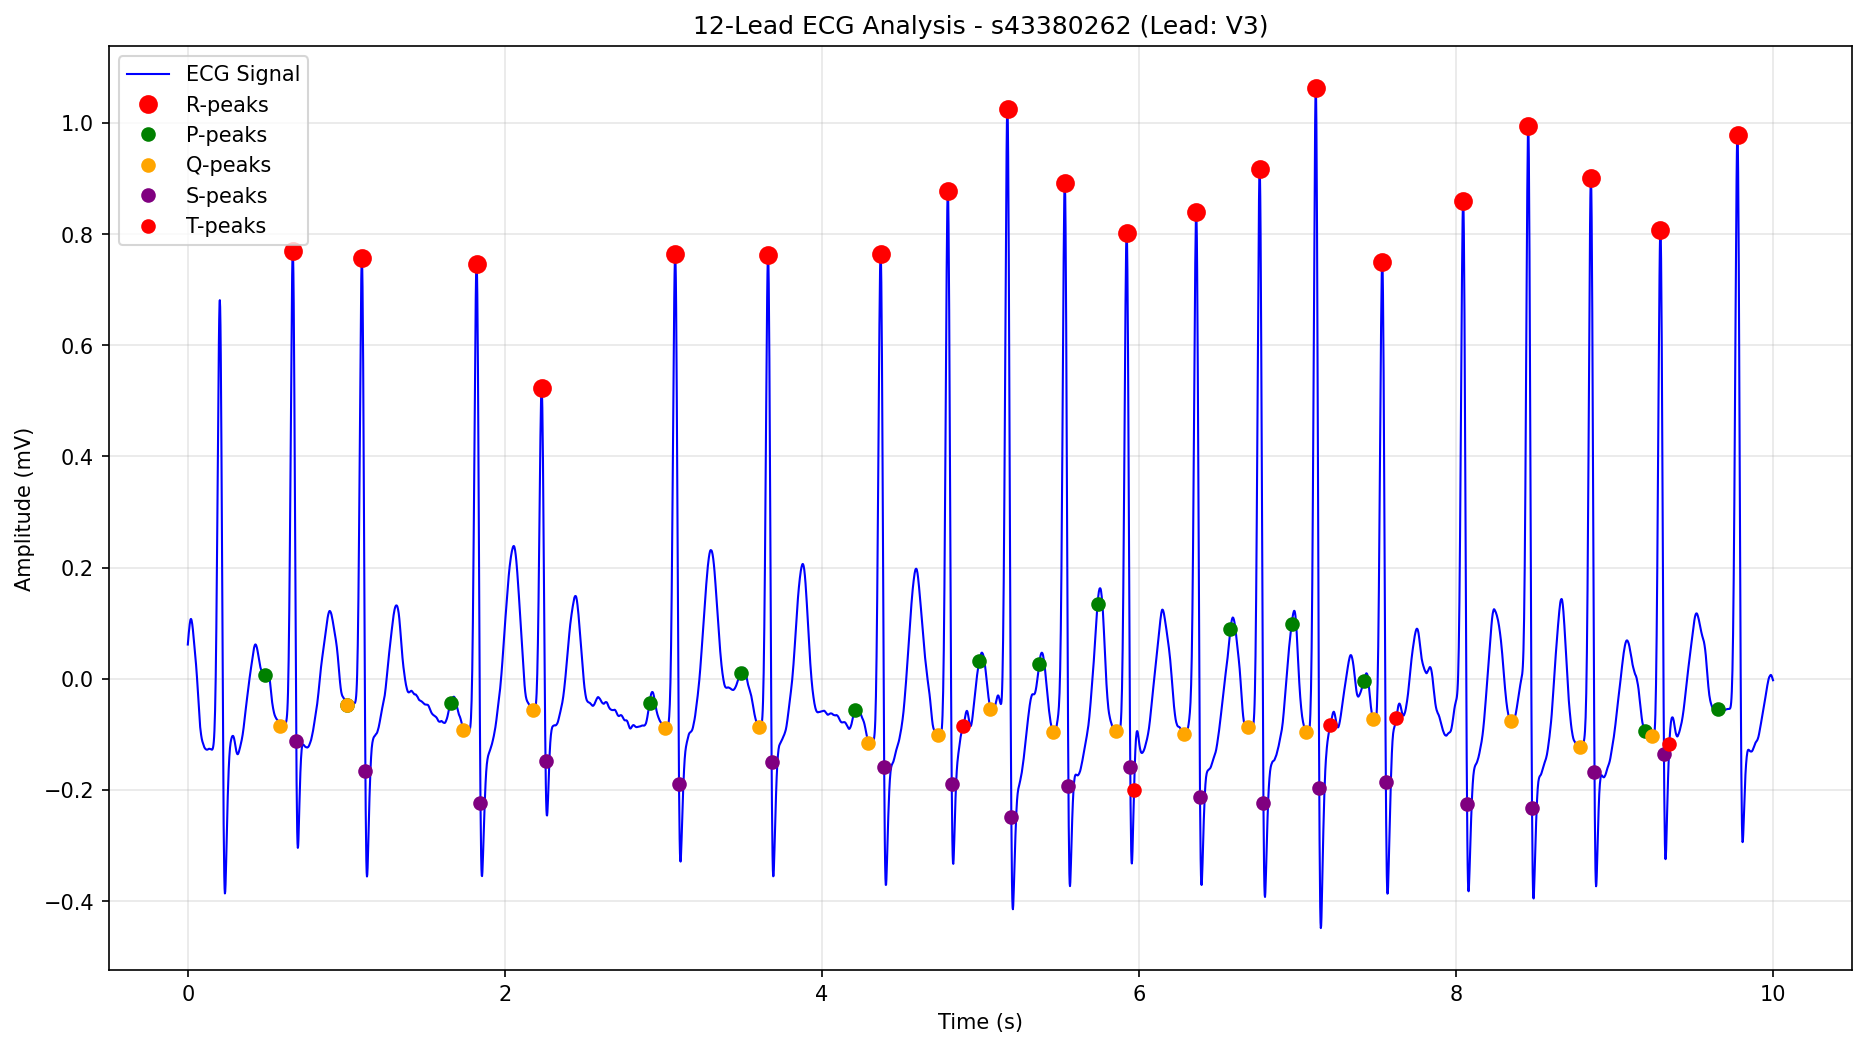 12-Lead ECG Analysis - s43380262 (Lead: V3)
ECG Signal
R-peaks
P-peaks
Q-peaks
S-peaks
T-peaks
Amplitude (mV)
1.0
0.8
0.6
0.4
0.2
0.0
−0.2
−0.4
0 2 4 6 8 10
Time (s)